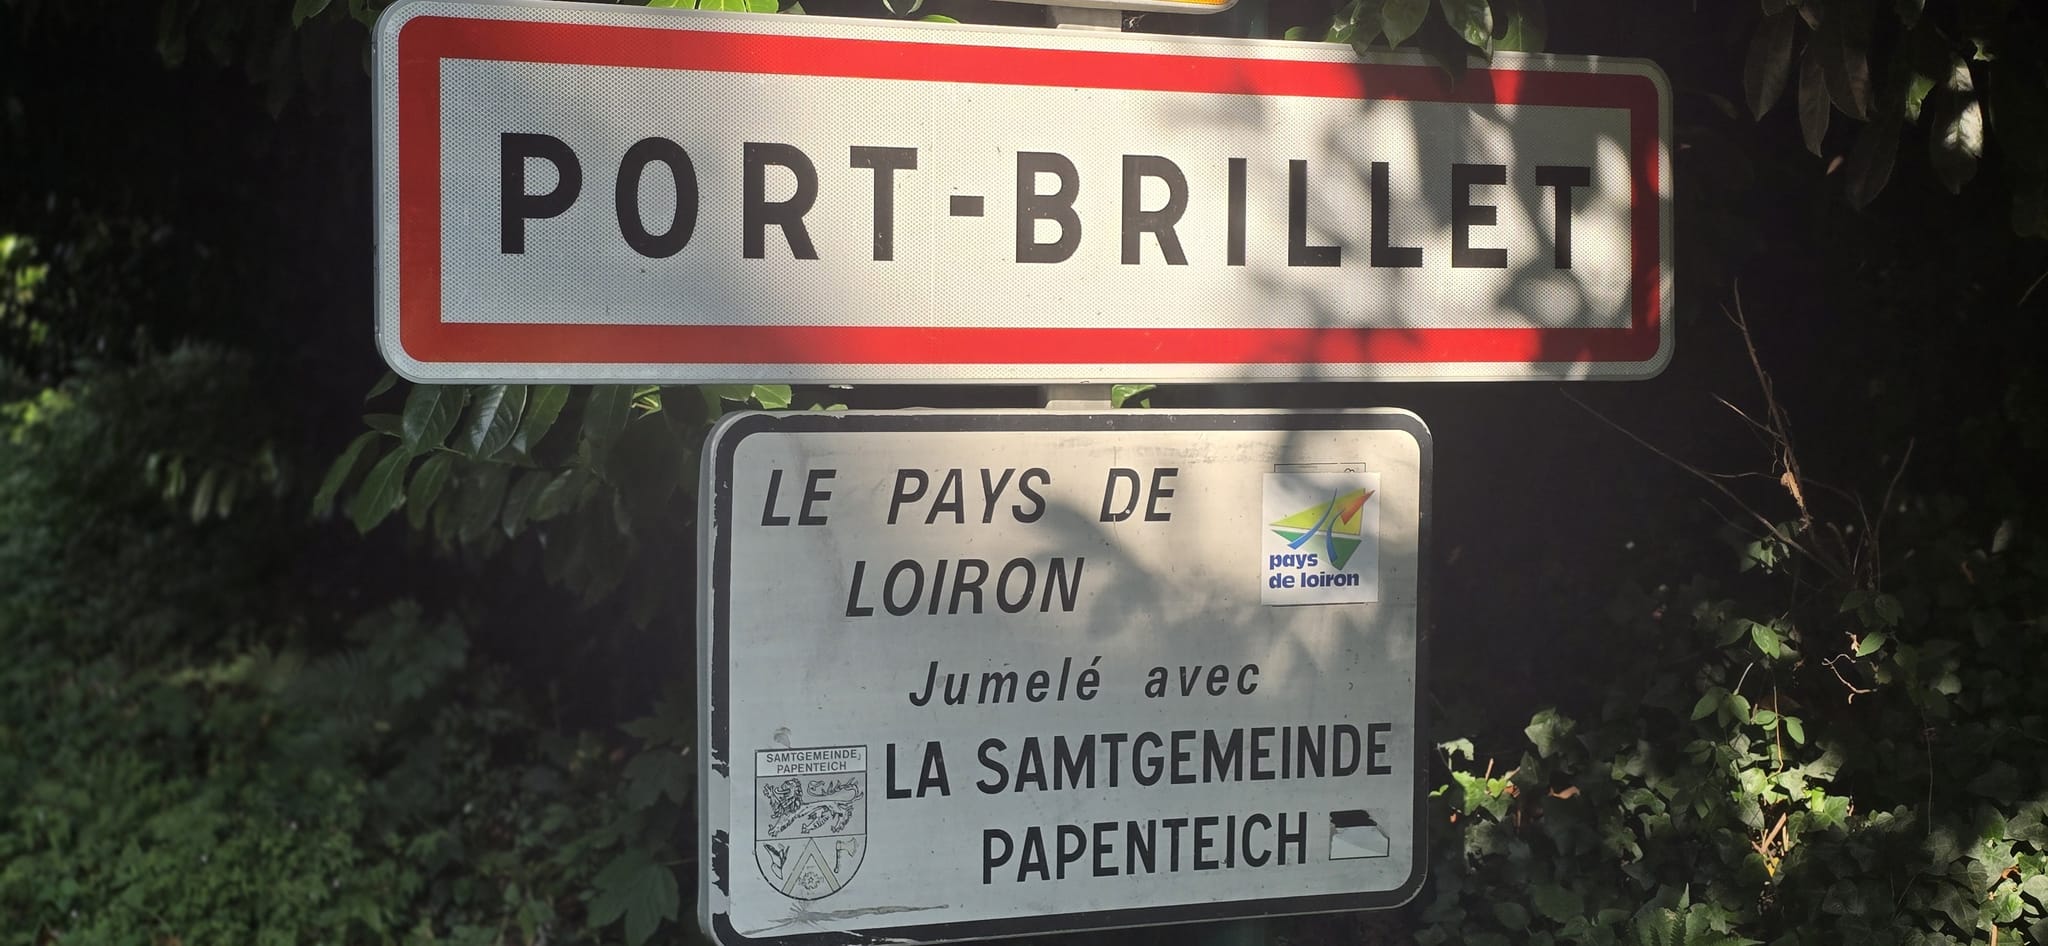 PORT-BRILLET
LE PAYS DE
LOIRON
pays
de loiron
Jumelé avec
LA SAMTGEMEINDE
PAPENTEICH
SAMTGEMEINDE
PAPENTEICH